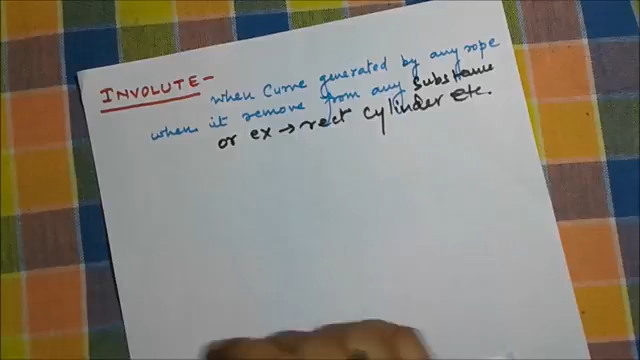 INVOLUTE- when Curve generated by any rope
when it remove from any substance
or ex → rect cylinder etc.